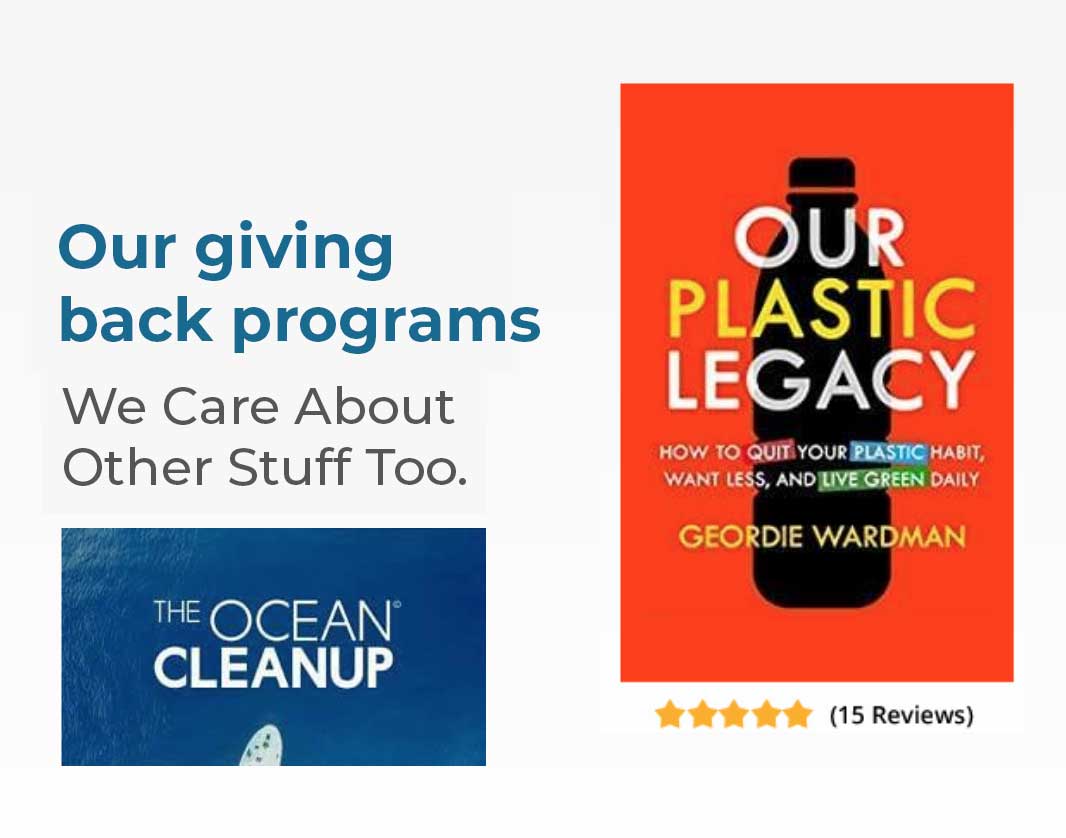 Our giving
back programs
We Care About
Other Stuff Too.
THE OCEAN©
CLEANUP
OUR
PLASTIC
LEGACY
HOW TO QUIT YOUR PLASTIC HABIT,
WANT LESS, AND LIVE GREEN DAILY
GEORDIE WARDMAN
(15 Reviews)